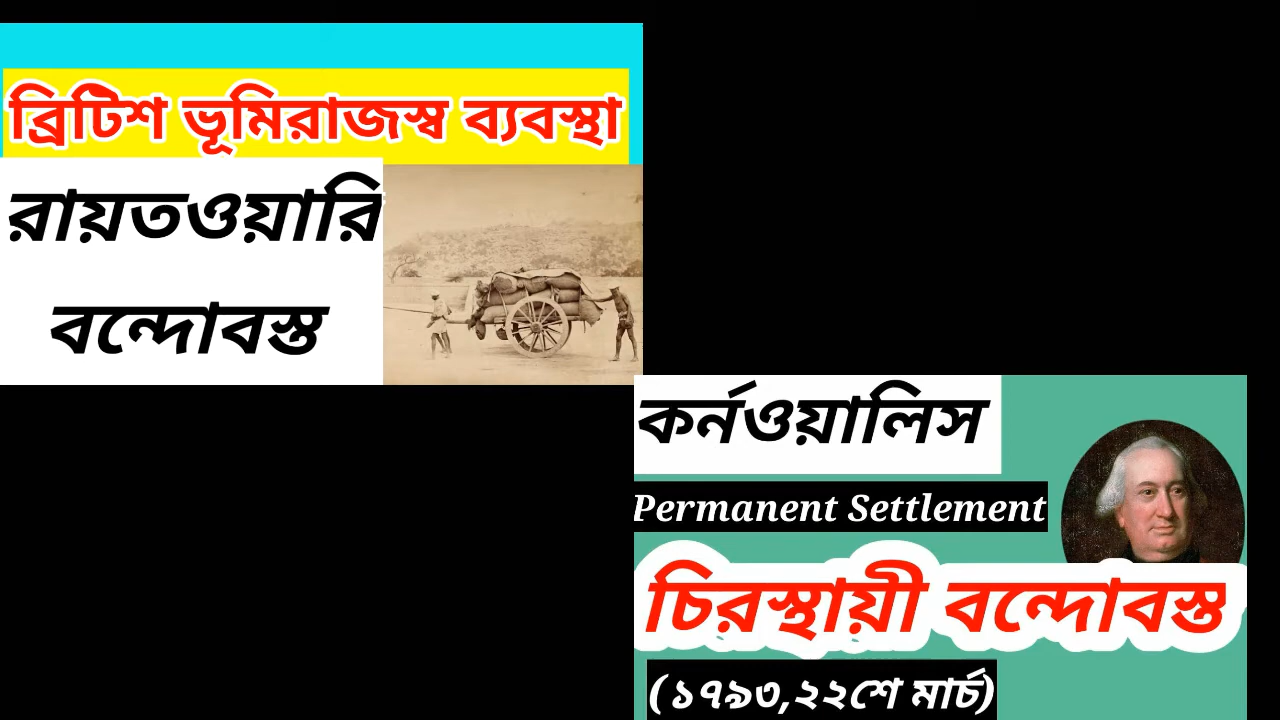 ব্রিটিশ ভূমিরাজস্ব ব্যবস্থা
রায়তওয়ারি
বন্দোবস্ত
কর্নওয়ালিস
Permanent Settlement
চিরস্থায়ী বন্দোবস্ত
(১৭৯৩,২২শে মার্চ)